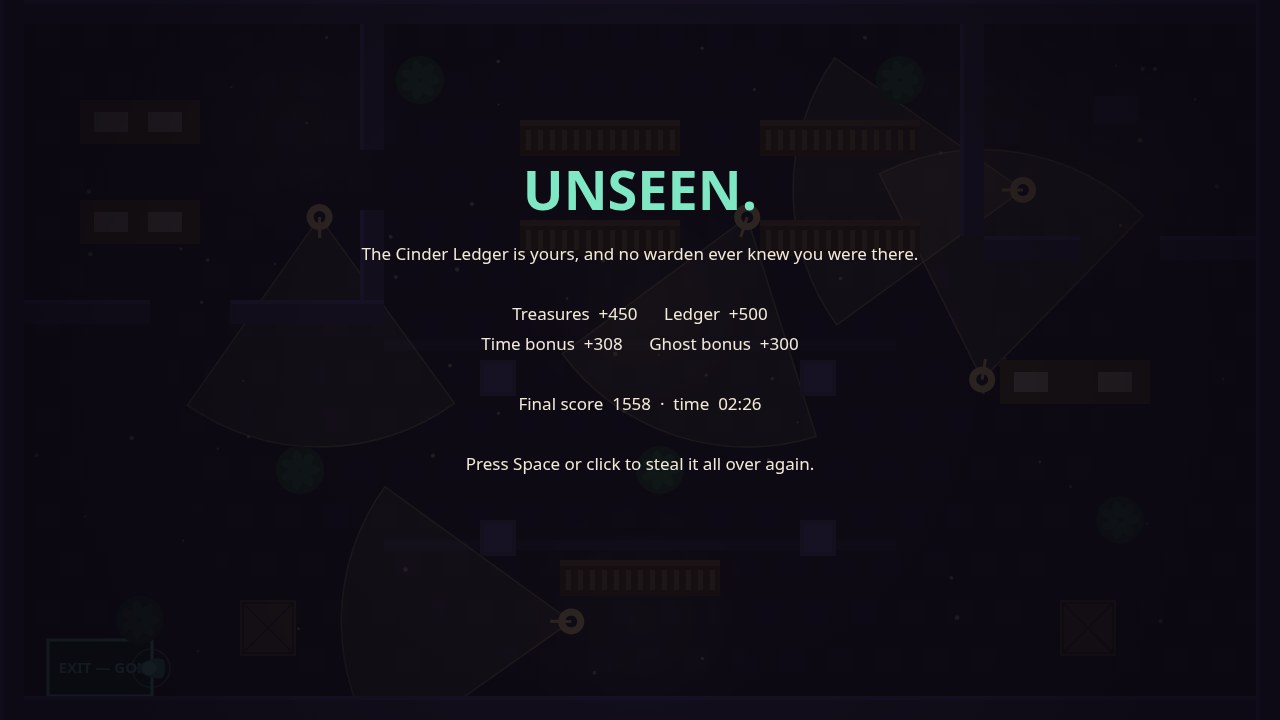 UNSEEN.
The Cinder Ledger is yours, and no warden ever knew you were there.
Treasures +450 Ledger +500
Time bonus +308 Ghost bonus +300
Final score 1558 · time 02:26
Press Space or click to steal it all over again.
EXIT — GO